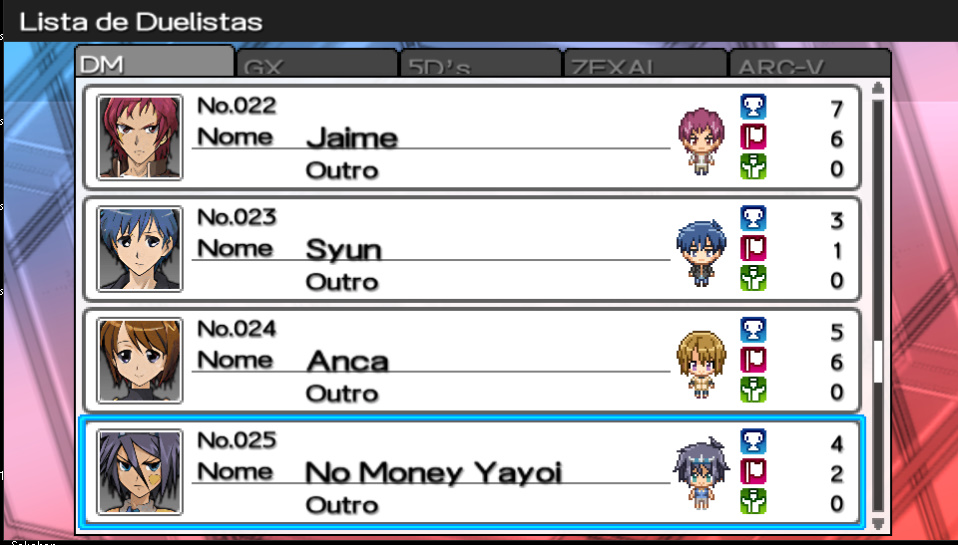 Lista de Duelistas
DM GX 5D's ZEXAL ARC-V
No.022
Nome Jaime
Outro
7
6
0
No.023
Nome Syun
Outro
3
1
0
No.024
Nome Anca
Outro
5
6
0
No.025
Nome No Money Yayoi
Outro
4
2
0